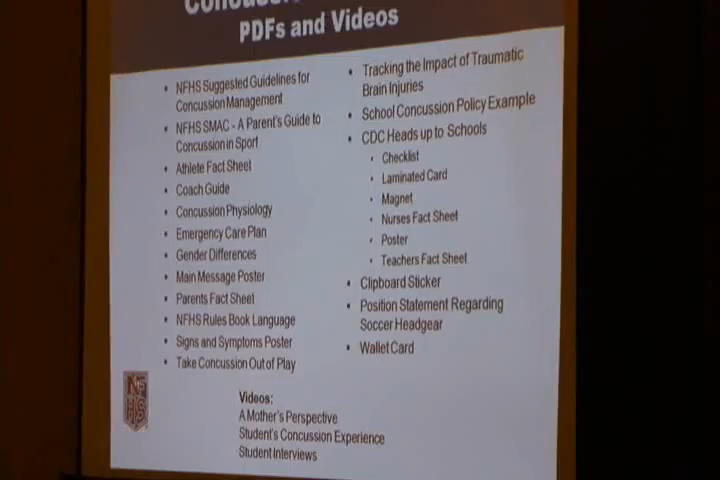 PDFs and Videos
• NFHS Suggested Guidelines for
Concussion Management
• NFHS SMAC - A Parent's Guide to
Concussion in Sport
• Athlete Fact Sheet
• Coach Guide
• Concussion Physiology
• Emergency Care Plan
• Gender Differences
• Main Message Poster
• Parents Fact Sheet
• NFHS Rules Book Language
• Signs and Symptoms Poster
• Take Concussion Out of Play
• Tracking the Impact of Traumatic
Brain Injuries
• School Concussion Policy Example
• CDC Heads up to Schools
• Checklist
• Laminated Card
• Magnet
• Nurses Fact Sheet
• Poster
• Teachers Fact Sheet
• Clipboard Sticker
• Position Statement Regarding
Soccer Headgear
• Wallet Card
NF
HS
Videos:
A Mother's Perspective
Student's Concussion Experience
Student Interviews